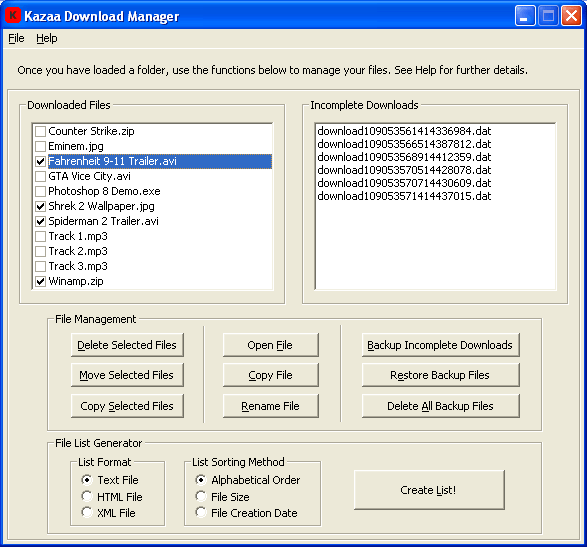 Kazaa Download Manager
File Help
Once you have loaded a folder, use the functions below to manage your files. See Help for further details.
Downloaded Files
Counter Strike.zip
Eminem.jpg
Fahrenheit 9-11 Trailer.avi
GTA Vice City.avi
Photoshop 8 Demo.exe
Shrek 2 Wallpaper.jpg
Spiderman 2 Trailer.avi
Track 1.mp3
Track 2.mp3
Track 3.mp3
Winamp.zip
Incomplete Downloads
download109053561414336984.dat
download109053566514387812.dat
download109053568914412359.dat
download109053570514428078.dat
download109053570714430609.dat
download109053571414437015.dat
File Management
Delete Selected Files
Move Selected Files
Copy Selected Files
Open File
Copy File
Rename File
Backup Incomplete Downloads
Restore Backup Files
Delete All Backup Files
File List Generator
List Format
Text File
HTML File
XML File
List Sorting Method
Alphabetical Order
File Size
File Creation Date
Create List!